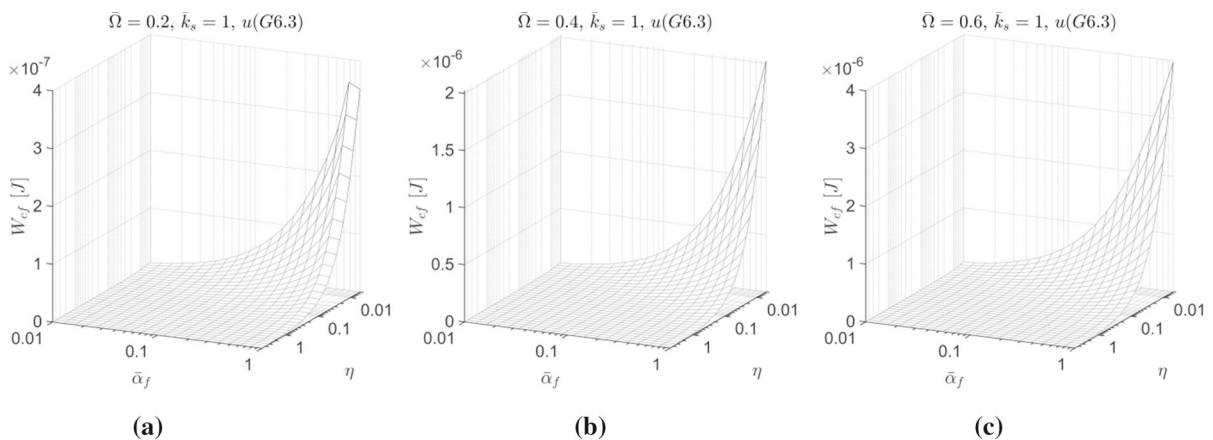 Ω̄ = 0.2, k̄_s = 1, u(G6.3)
×10⁻⁷
4
3
2
1
0
W_cf [J]
0.01
0.1
1
ᾱ_f
1
0.1
0.01
η
(a)
Ω̄ = 0.4, k̄_s = 1, u(G6.3)
×10⁻⁶
2
1.5
1
0.5
0
W_cf [J]
0.01
0.1
1
ᾱ_f
1
0.1
0.01
η
(b)
Ω̄ = 0.6, k̄_s = 1, u(G6.3)
×10⁻⁶
4
3
2
1
0
W_cf [J]
0.01
0.1
1
ᾱ_f
1
0.1
0.01
η
(c)